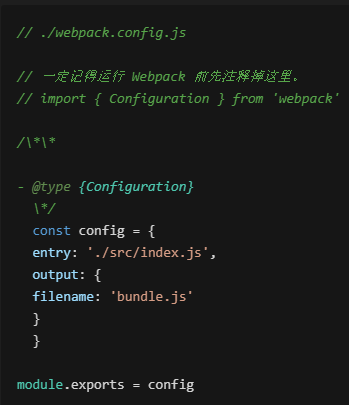 // ./webpack.config.js
// 一定记得运行 Webpack 前先注释掉这里。
// import { Configuration } from 'webpack'
/\*\*
- @type {Configuration}
\*/
const config = {
entry: './src/index.js',
output: {
filename: 'bundle.js'
}
}
module.exports = config